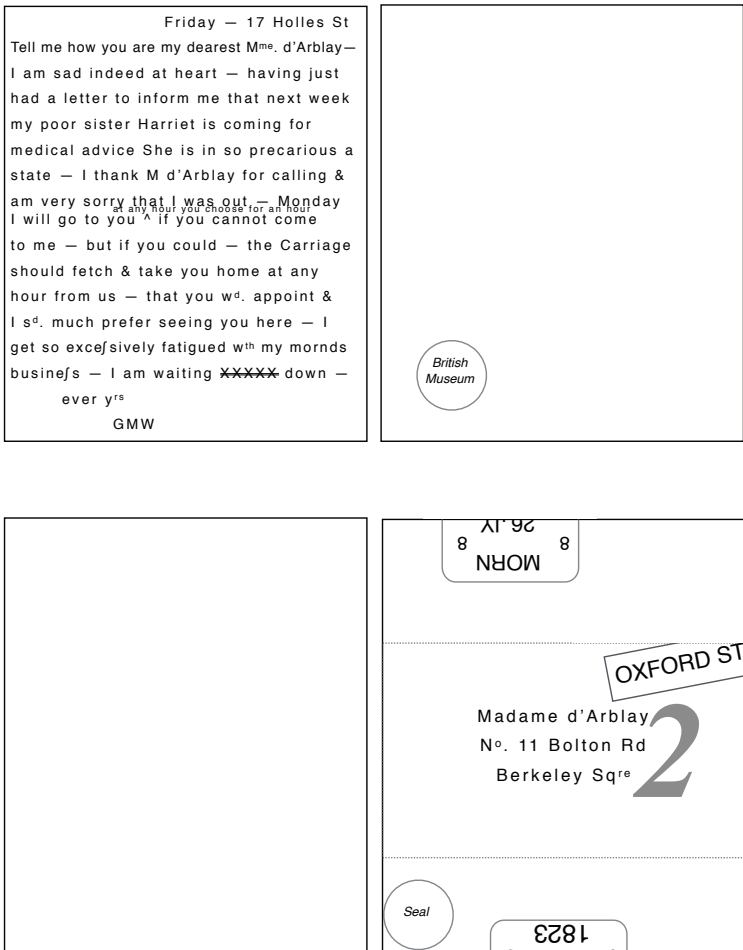 Friday — 17 Holles St
Tell me how you are my dearest Mᵐᵉ. d’Arblay—
I am sad indeed at heart — having just
had a letter to inform me that next week
my poor sister Harriet is coming for
medical advice She is in so precarious a
state — I thank M d’Arblay for calling &
am very sorry that I was out — Monday
at any hour you choose for an hour
I will go to you ^ if you cannot come
to me — but if you could — the Carriage
should fetch & take you home at any
hour from us — that you wᵈ. appoint &
I sᵈ. much prefer seeing you here — I
get so exceʃsively fatigued wᵗʰ my mornds
busineʃs — I am waiting XXXXX down —
ever yʳˢ
GMW
British
Museum
26 JY
8 MORN 8
OXFORD ST
Madame d’Arblay
Nᵒ. 11 Bolton Rd
Berkeley Sqʳᵉ
2
Seal
1823